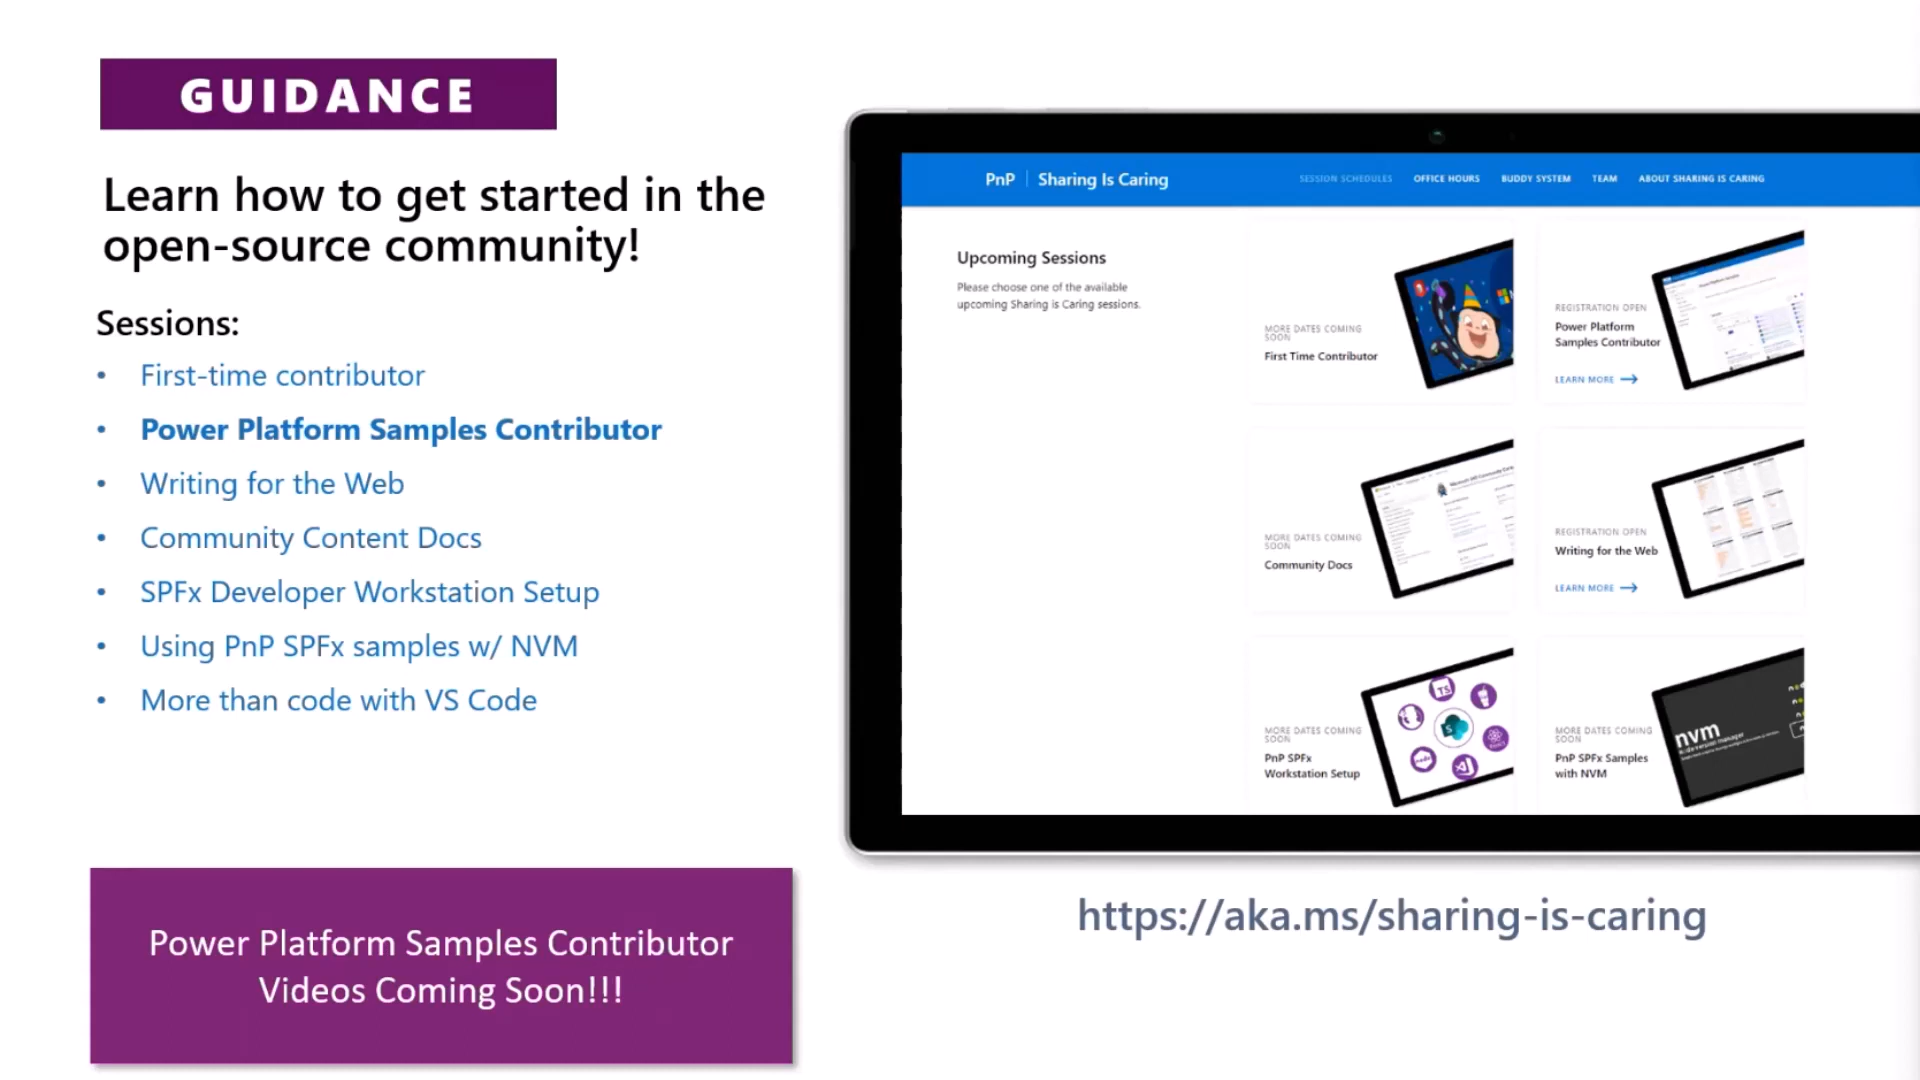 GUIDANCE
Learn how to get started in the
open-source community!
Sessions:
• First-time contributor
• Power Platform Samples Contributor
• Writing for the Web
• Community Content Docs
• SPFx Developer Workstation Setup
• Using PnP SPFx samples w/ NVM
• More than code with VS Code
Power Platform Samples Contributor
Videos Coming Soon!!!
PnP | Sharing Is Caring
SESSION SCHEDULES OFFICE HOURS BUDDY SYSTEM TEAM ABOUT SHARING IS CARING
Upcoming Sessions
Please choose one of the available
upcoming Sharing is Caring sessions.
MORE DATES COMING
SOON
First Time Contributor
REGISTRATION OPEN
Power Platform
Samples Contributor
LEARN MORE
MORE DATES COMING
SOON
Community Docs
REGISTRATION OPEN
Writing for the Web
LEARN MORE
MORE DATES COMING
SOON
PnP SPFx
Workstation Setup
TS
S
node
MORE DATES COMING
SOON
PnP SPFx Samples
with NVM
nvm
https://aka.ms/sharing-is-caring